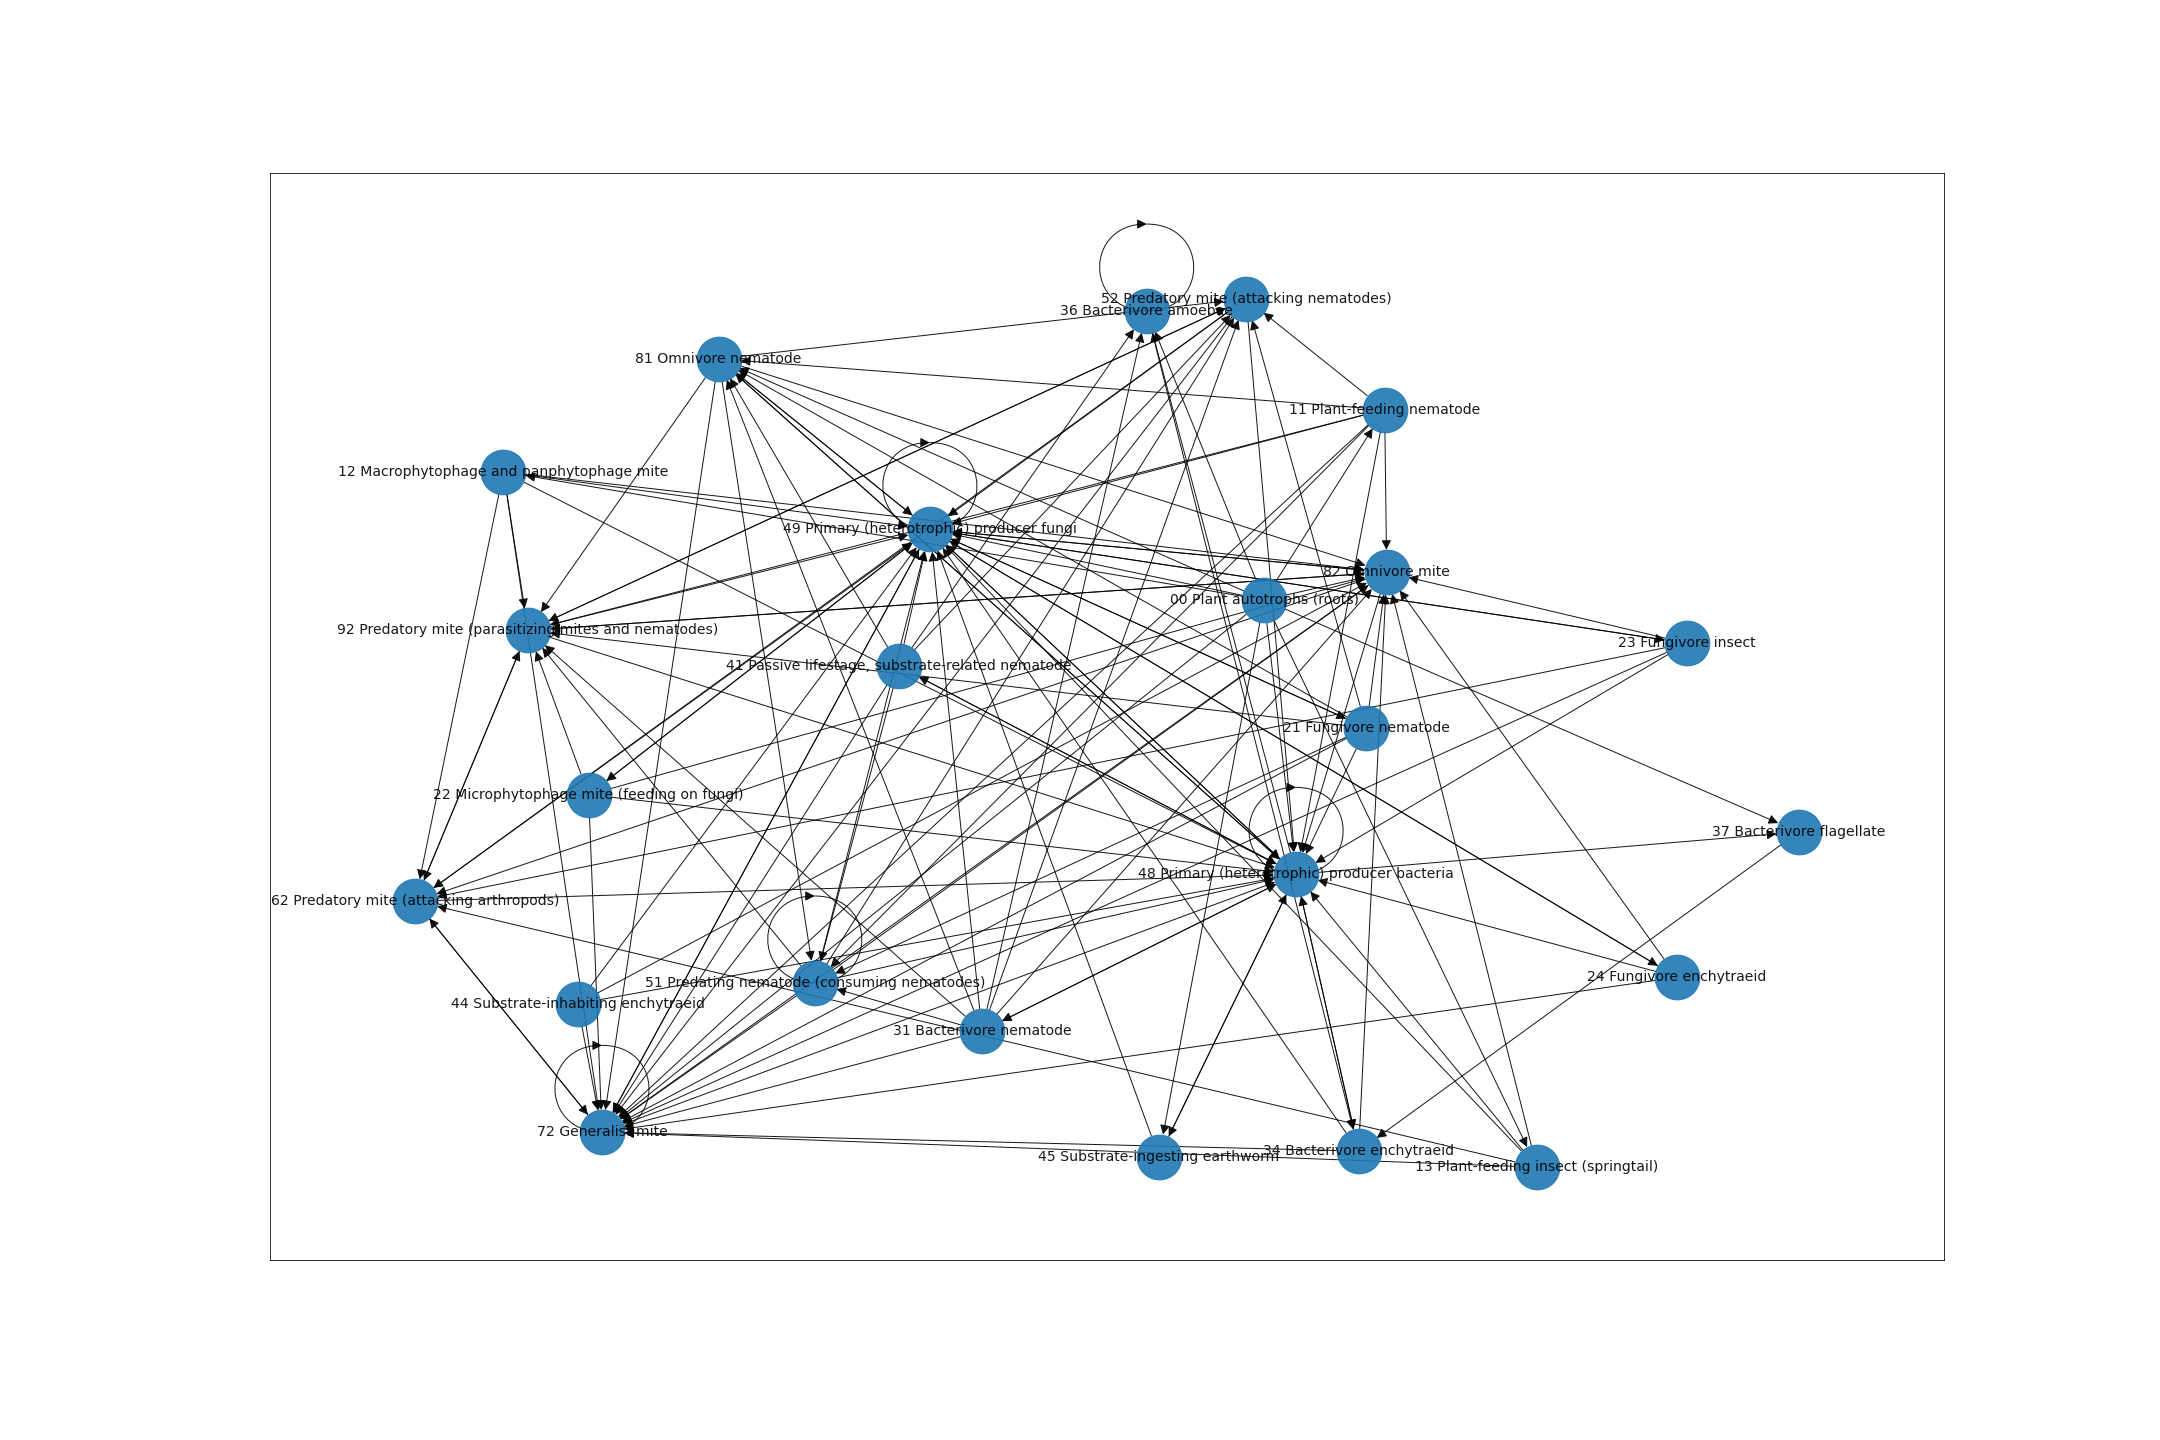 52 Predatory mite (attacking nematodes)
36 Bacterivore amoebae
81 Omnivore nematode
11 Plant-feeding nematode
12 Macrophytophage and panphytophage mite
49 Primary (heterotrophic) producer fungi
82 Omnivore mite
00 Plant autotrophs (roots)
92 Predatory mite (parasitizing mites and nematodes)
23 Fungivore insect
41 Passive lifestage, substrate-related nematode
21 Fungivore nematode
22 Microphytophage mite (feeding on fungi)
37 Bacterivore flagellate
48 Primary (heterotrophic) producer bacteria
62 Predatory mite (attacking arthropods)
24 Fungivore enchytraeid
51 Predating nematode (consuming nematodes)
44 Substrate-inhabiting enchytraeid
31 Bacterivore nematode
72 Generalist mite
34 Bacterivore enchytraeid
45 Substrate-ingesting earthworm
13 Plant-feeding insect (springtail)